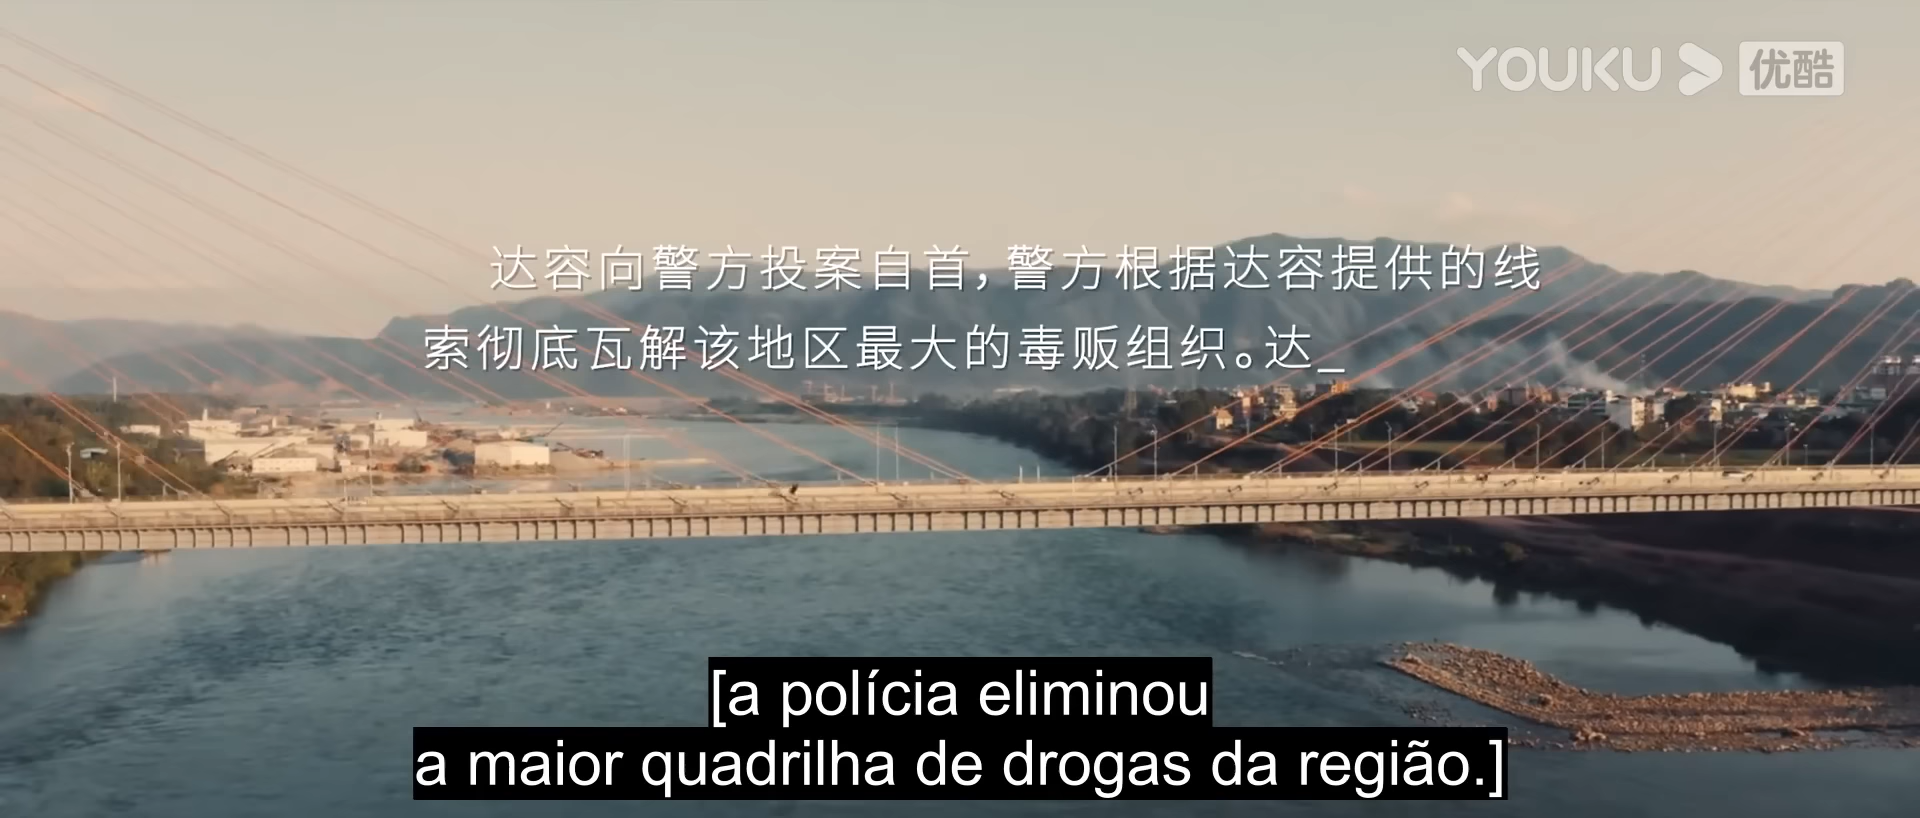 YOUKU 优酷
达容向警方投案自首，警方根据达容提供的线
索彻底瓦解该地区最大的毒贩组织。达_
[a polícia eliminou
a maior quadrilha de drogas da região.]